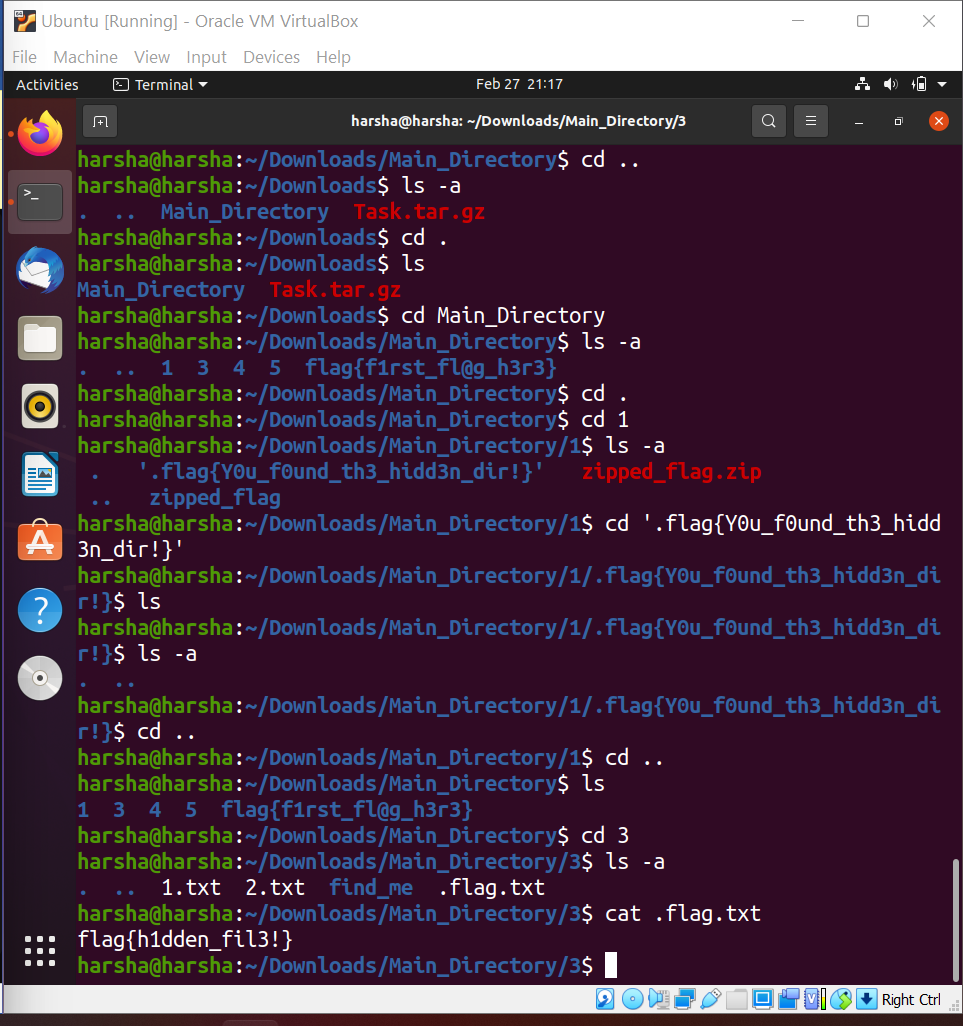 Ubuntu [Running] - Oracle VM VirtualBox
File Machine View Input Devices Help
Activities Terminal Feb 27 21:17
harsha@harsha: ~/Downloads/Main_Directory/3
harsha@harsha:~/Downloads/Main_Directory$ cd ..
harsha@harsha:~/Downloads$ ls -a
. .. Main_Directory Task.tar.gz
harsha@harsha:~/Downloads$ cd .
harsha@harsha:~/Downloads$ ls
Main_Directory Task.tar.gz
harsha@harsha:~/Downloads$ cd Main_Directory
harsha@harsha:~/Downloads/Main_Directory$ ls -a
. .. 1 3 4 5 flag{f1rst_fl@g_h3r3}
harsha@harsha:~/Downloads/Main_Directory$ cd .
harsha@harsha:~/Downloads/Main_Directory$ cd 1
harsha@harsha:~/Downloads/Main_Directory/1$ ls -a
. '.flag{Y0u_f0und_th3_hidd3n_dir!}' zipped_flag.zip
.. zipped_flag
harsha@harsha:~/Downloads/Main_Directory/1$ cd '.flag{Y0u_f0und_th3_hidd
3n_dir!}'
harsha@harsha:~/Downloads/Main_Directory/1/.flag{Y0u_f0und_th3_hidd3n_di
r!}$ ls
harsha@harsha:~/Downloads/Main_Directory/1/.flag{Y0u_f0und_th3_hidd3n_di
r!}$ ls -a
. ..
harsha@harsha:~/Downloads/Main_Directory/1/.flag{Y0u_f0und_th3_hidd3n_di
r!}$ cd ..
harsha@harsha:~/Downloads/Main_Directory/1$ cd ..
harsha@harsha:~/Downloads/Main_Directory$ ls
1 3 4 5 flag{f1rst_fl@g_h3r3}
harsha@harsha:~/Downloads/Main_Directory$ cd 3
harsha@harsha:~/Downloads/Main_Directory/3$ ls -a
. .. 1.txt 2.txt find_me .flag.txt
harsha@harsha:~/Downloads/Main_Directory/3$ cat .flag.txt
flag{h1dden_fil3!}
harsha@harsha:~/Downloads/Main_Directory/3$
Right Ctrl